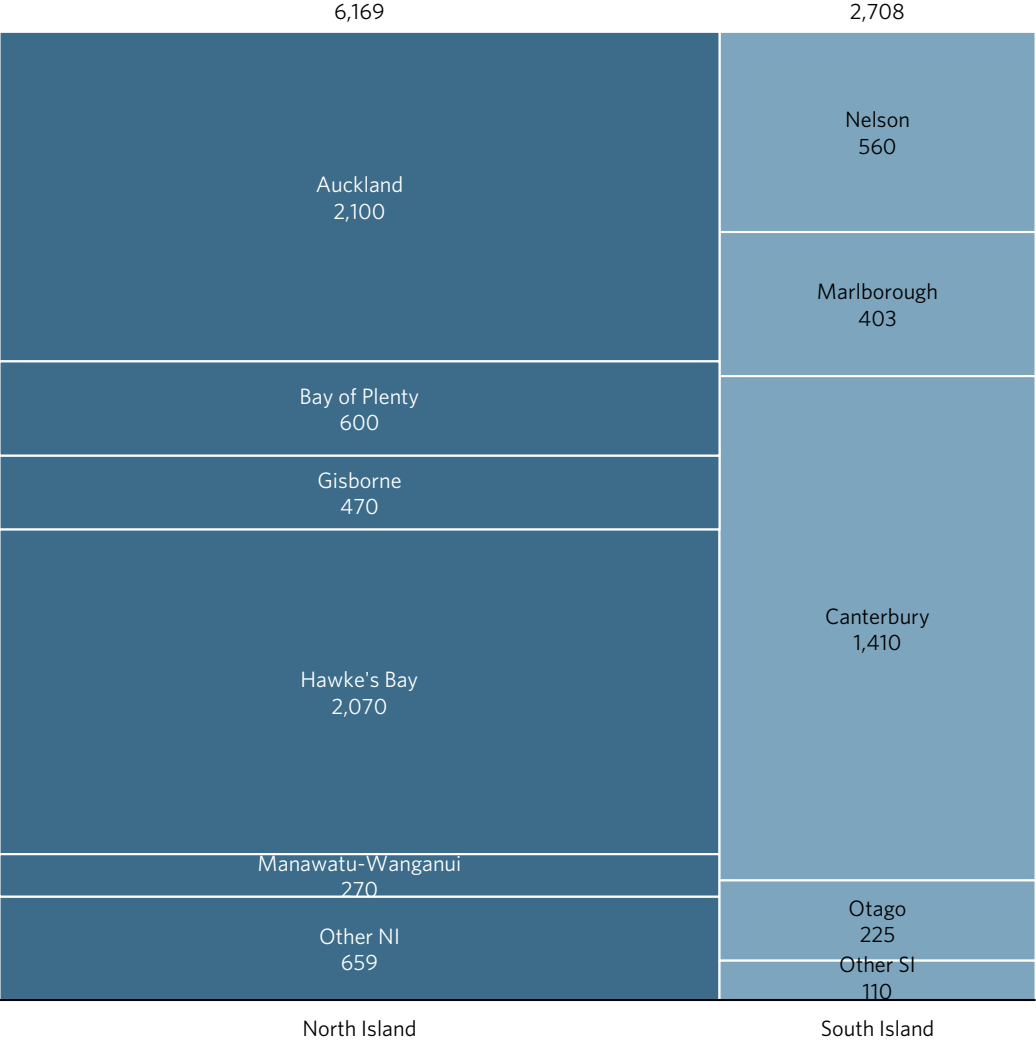 6,169
2,708
Auckland
2,100
Bay of Plenty
600
Gisborne
470
Hawke's Bay
2,070
Manawatu-Wanganui
270
Other NI
659
Nelson
560
Marlborough
403
Canterbury
1,410
Otago
225
Other SI
110
North Island
South Island